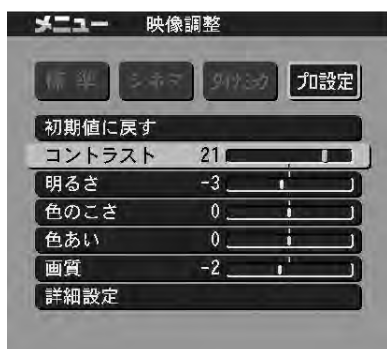 メニュー 映像調整
標準 シネマ ダイナミック プロ設定
初期値に戻す
コントラスト 21
明るさ -3
色のこさ 0
色あい 0
画質 -2
詳細設定